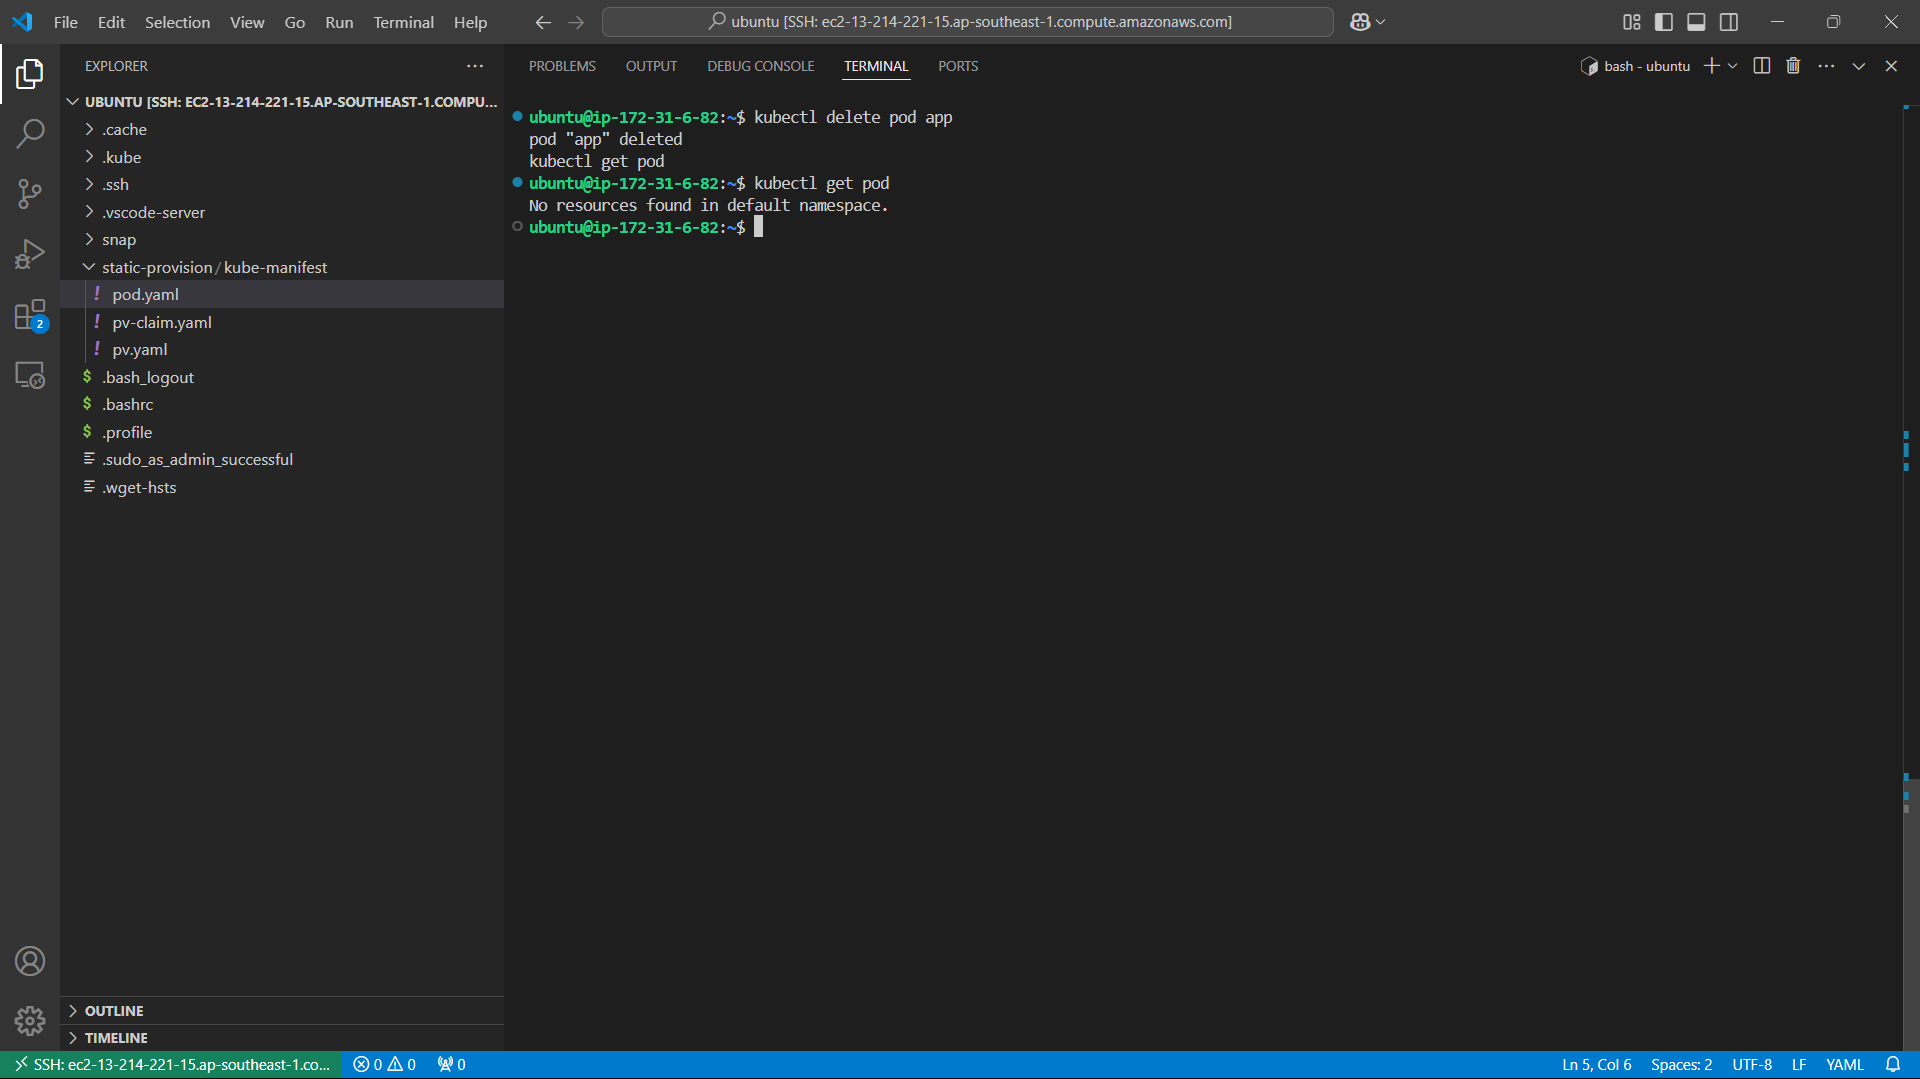 File Edit Selection View Go Run Terminal Help
ubuntu [SSH: ec2-13-214-221-15.ap-southeast-1.compute.amazonaws.com]
EXPLORER
UBUNTU [SSH: EC2-13-214-221-15.AP-SOUTHEAST-1.COMPU...
.cache
.kube
.ssh
.vscode-server
snap
static-provision / kube-manifest
! pod.yaml
! pv-claim.yaml
! pv.yaml
$ .bash_logout
$ .bashrc
$ .profile
.sudo_as_admin_successful
.wget-hsts
2
OUTLINE
TIMELINE
PROBLEMS OUTPUT DEBUG CONSOLE TERMINAL PORTS
bash - ubuntu
ubuntu@ip-172-31-6-82:~$ kubectl delete pod app
pod "app" deleted
kubectl get pod
ubuntu@ip-172-31-6-82:~$ kubectl get pod
No resources found in default namespace.
ubuntu@ip-172-31-6-82:~$
SSH: ec2-13-214-221-15.ap-southeast-1.co... 0 0 0
Ln 5, Col 6 Spaces: 2 UTF-8 LF YAML